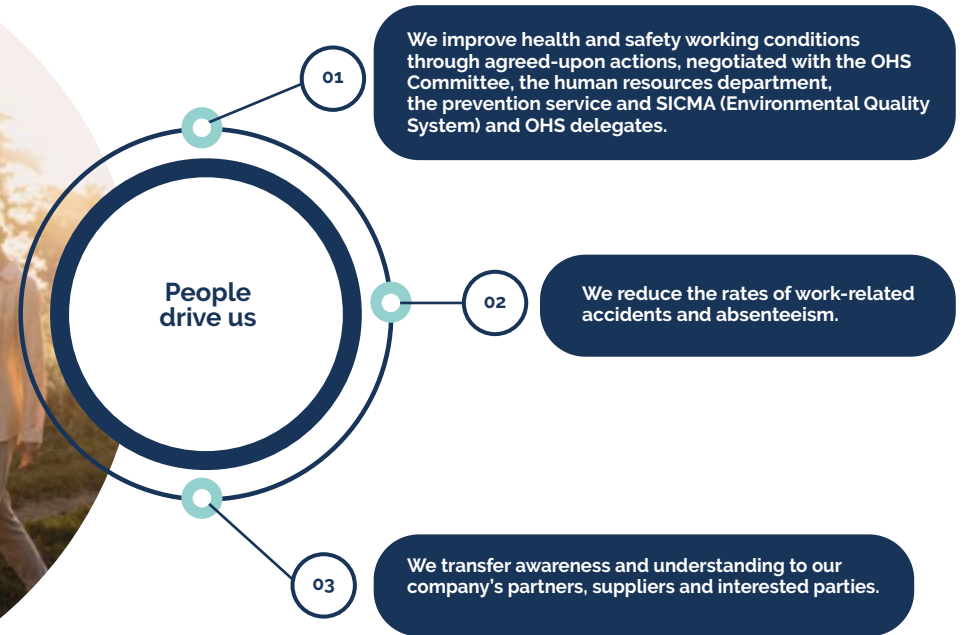 01
We improve health and safety working conditions
through agreed-upon actions, negotiated with the OHS
Committee, the human resources department,
the prevention service and SICMA (Environmental Quality
System) and OHS delegates.
People
drive us
02
We reduce the rates of work-related
accidents and absenteeism.
03
We transfer awareness and understanding to our
company's partners, suppliers and interested parties.